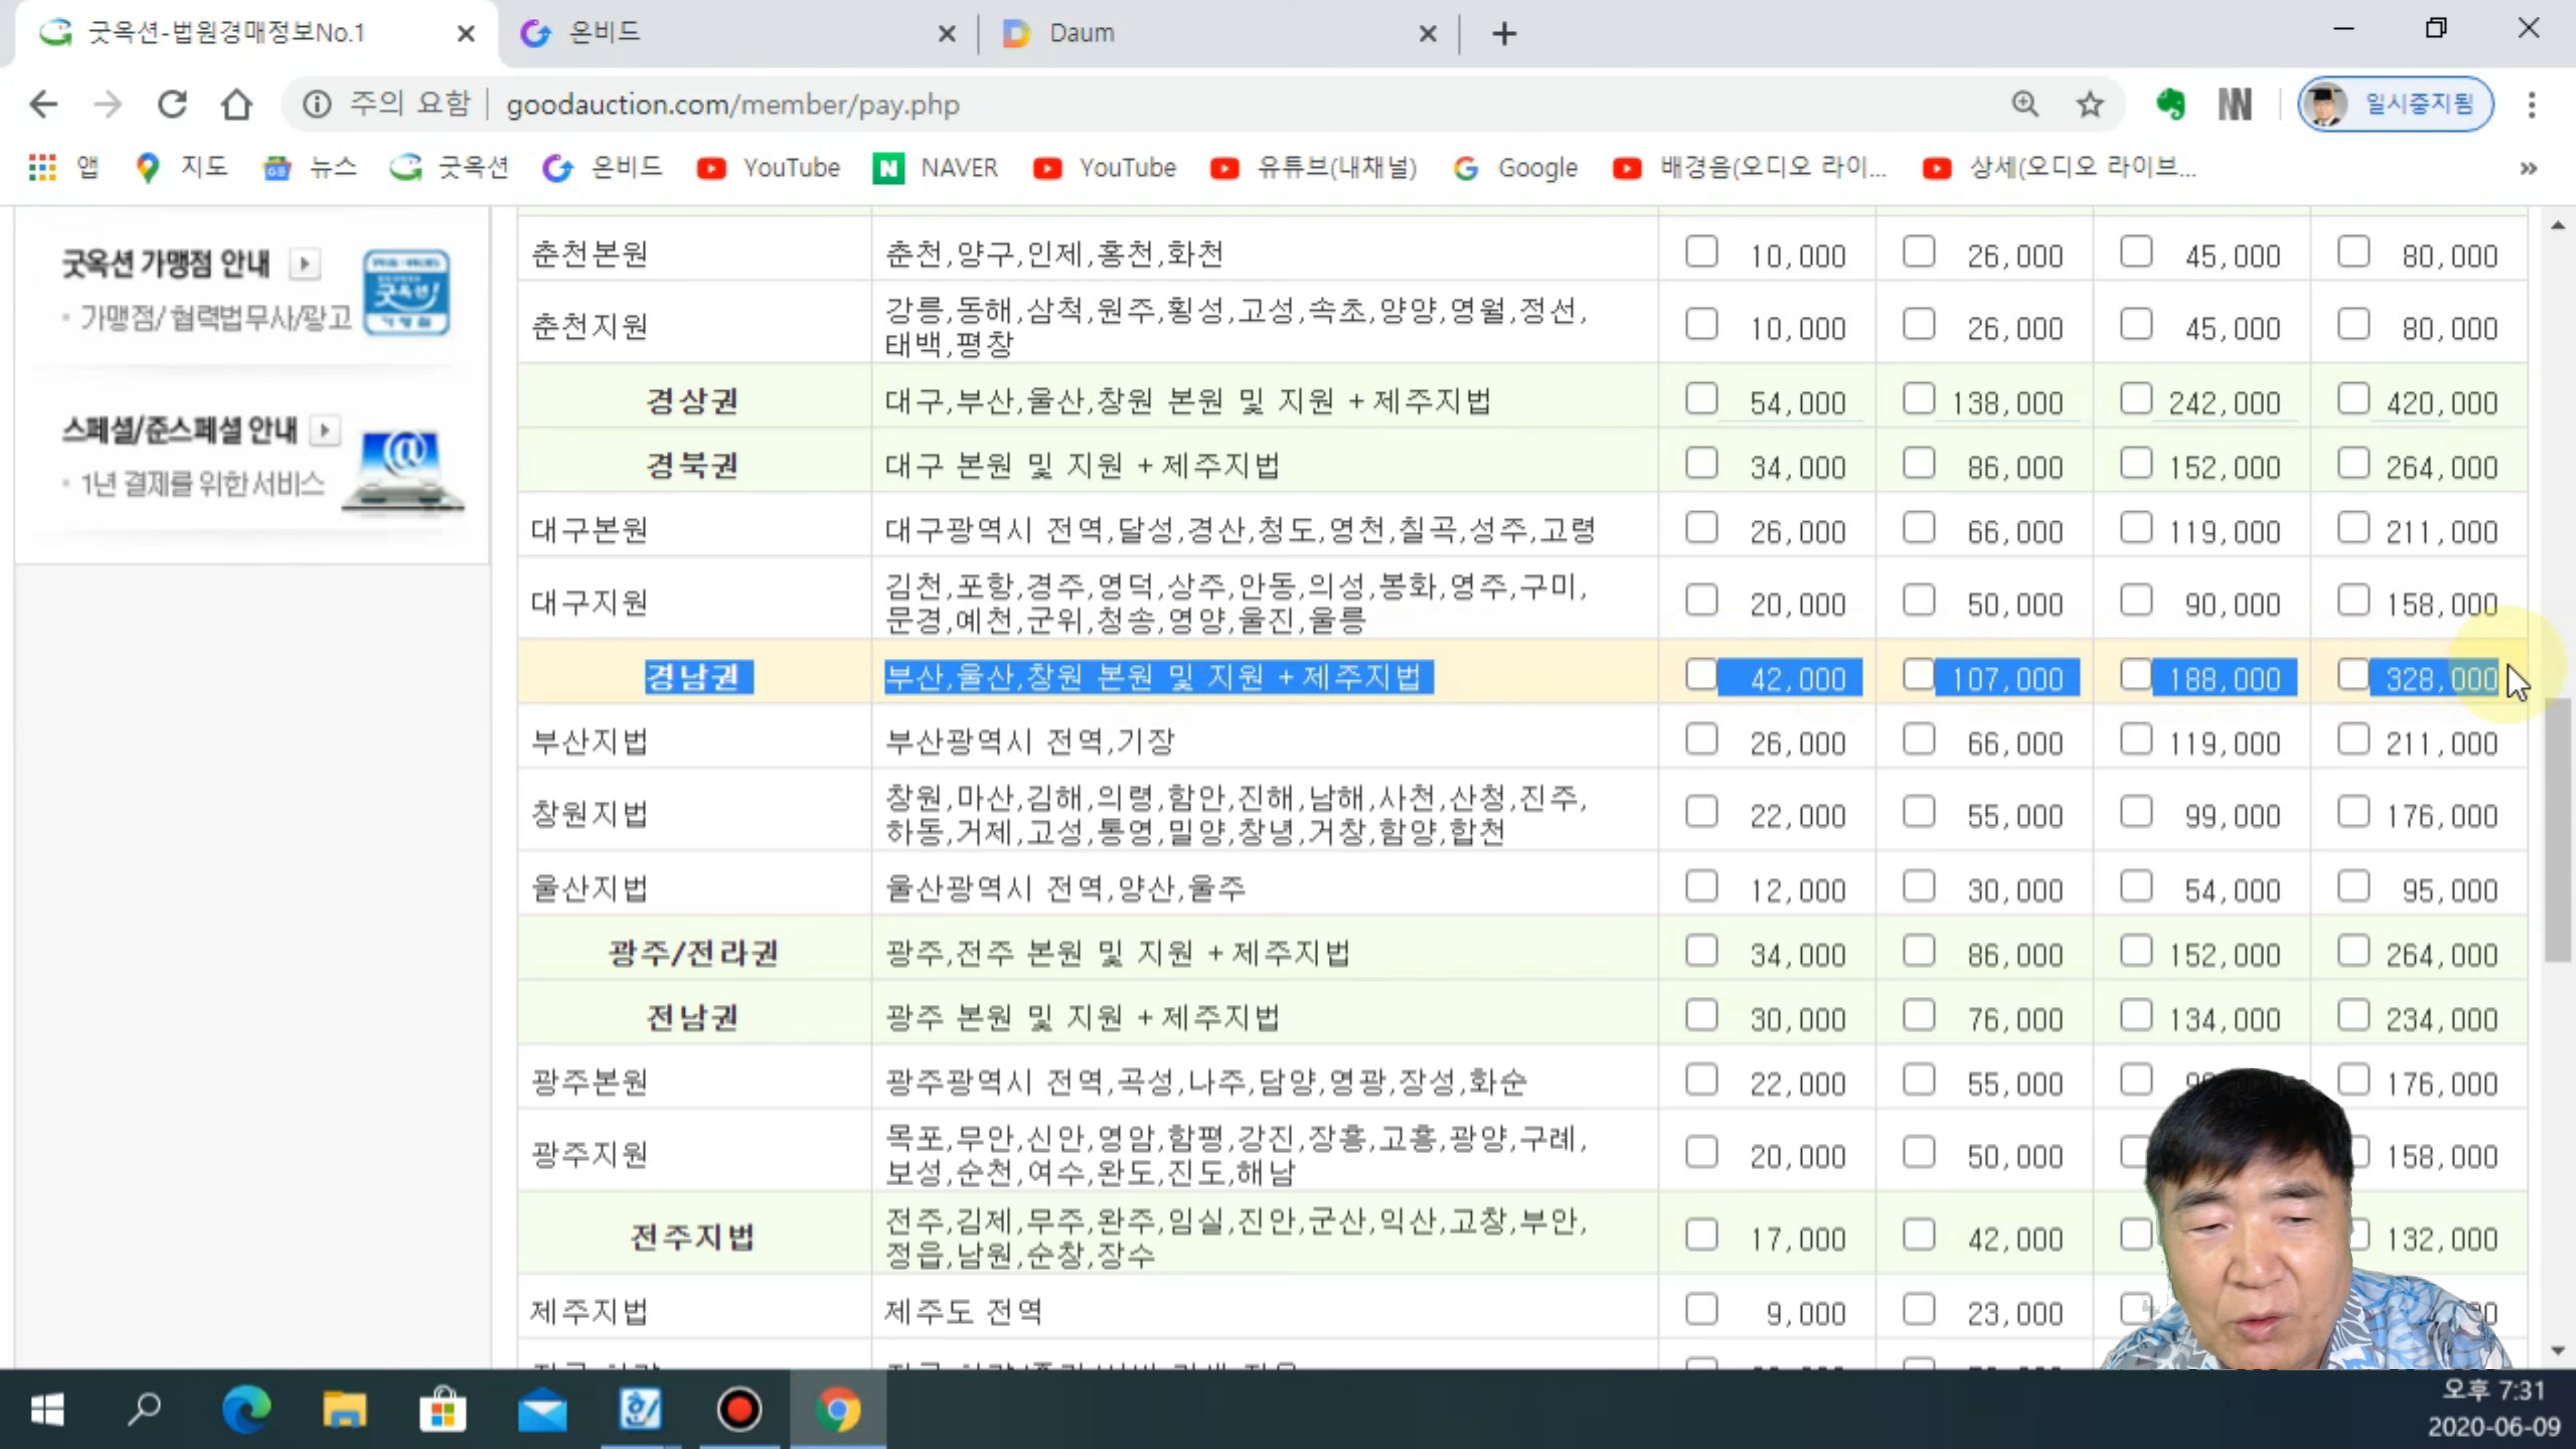 굿옥션-법원경매정보No.1
온비드
Daum
주의 요함
goodauction.com/member/pay.php
일시중지됨
앱
지도
뉴스
굿옥션
온비드
YouTube
NAVER
YouTube
유튜브(내채널)
Google
배경음(오디오 라이...
상세(오디오 라이브...
굿옥션 가맹점 안내
· 가맹점/협력법무사/광고
굿옥션!
가맹점
스페셜/준스페셜 안내
· 1년 결제를 위한 서비스
춘천본원 춘천,양구,인제,홍천,화천 10,000 26,000 45,000 80,000
춘천지원 강릉,동해,삼척,원주,횡성,고성,속초,양양,영월,정선, 10,000 26,000 45,000 80,000
태백,평창
경상권 대구,부산,울산,창원 본원 및 지원 + 제주지법 54,000 138,000 242,000 420,000
경북권 대구 본원 및 지원 + 제주지법 34,000 86,000 152,000 264,000
대구본원 대구광역시 전역,달성,경산,청도,영천,칠곡,성주,고령 26,000 66,000 119,000 211,000
대구지원 김천,포항,경주,영덕,상주,안동,의성,봉화,영주,구미, 20,000 50,000 90,000 158,000
문경,예천,군위,청송,영양,울진,울릉
경남권 부산,울산,창원 본원 및 지원 + 제주지법 42,000 107,000 188,000 328,000
부산지법 부산광역시 전역,기장 26,000 66,000 119,000 211,000
창원지법 창원,마산,김해,의령,함안,진해,남해,사천,산청,진주, 22,000 55,000 99,000 176,000
하동,거제,고성,통영,밀양,창녕,거창,함양,합천
울산지법 울산광역시 전역,양산,울주 12,000 30,000 54,000 95,000
광주/전라권 광주,전주 본원 및 지원 + 제주지법 34,000 86,000 152,000 264,000
전남권 광주 본원 및 지원 + 제주지법 30,000 76,000 134,000 234,000
광주본원 광주광역시 전역,곡성,나주,담양,영광,장성,화순 22,000 55,000 176,000
광주지원 목포,무안,신안,영암,함평,강진,장흥,고흥,광양,구례, 20,000 50,000 158,000
보성,순천,여수,완도,진도,해남
전주지법 전주,김제,무주,완주,임실,진안,군산,익산,고창,부안, 17,000 42,000 132,000
정읍,남원,순창,장수
제주지법 제주도 전역 9,000 23,000
오후 7:31
2020-06-09